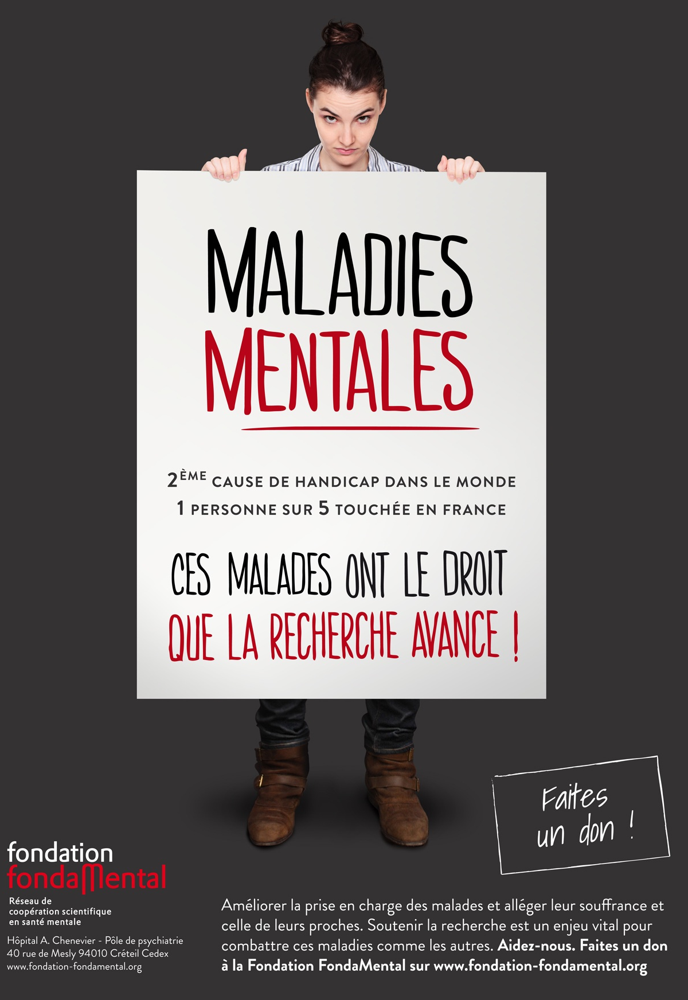 MALADIES
MENTALES
2ÈME CAUSE DE HANDICAP DANS LE MONDE
1 PERSONNE SUR 5 TOUCHÉE EN FRANCE
CES MALADES ONT LE DROIT
QUE LA RECHERCHE AVANCE !
Faites
un don !
fondation
fondaMental
Réseau de
coopération scientifique
en santé mentale
Hôpital A. Chenevier - Pôle de psychiatrie
40 rue de Mesly 94010 Créteil Cedex
www.fondation-fondamental.org
Améliorer la prise en charge des malades et alléger leur souffrance et
celle de leurs proches. Soutenir la recherche est un enjeu vital pour
combattre ces maladies comme les autres. Aidez-nous. Faites un don
à la Fondation FondaMental sur www.fondation-fondamental.org